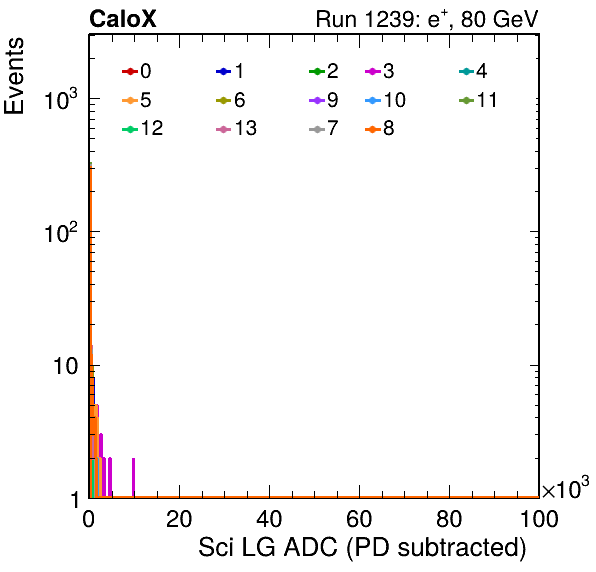 CaloX Run 1239: e⁺, 80 GeV
Events
0 1 2 3 4
5 6 9 10 11
12 13 7 8
10³
10²
10
1
0 20 40 60 80 100
×10³
Sci LG ADC (PD subtracted)